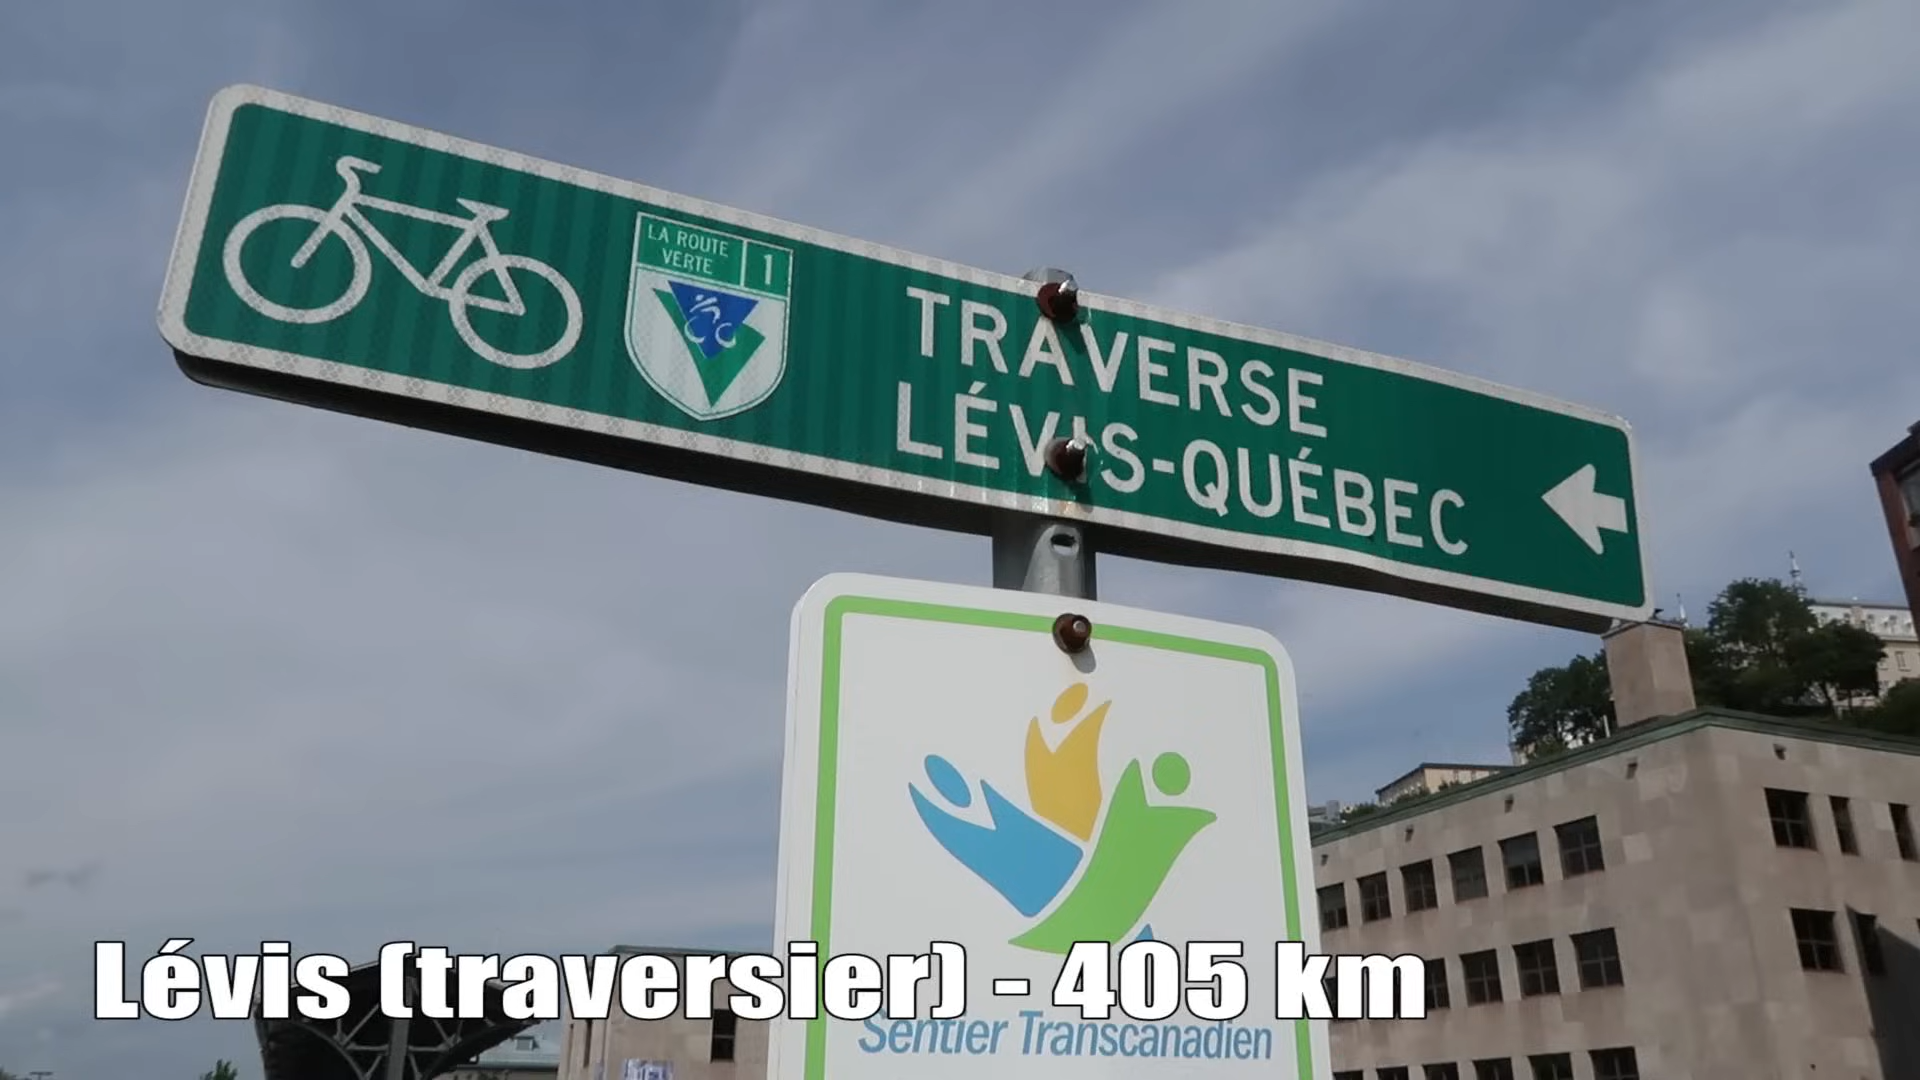 LA ROUTE
VERTE
1
TRAVERSE
LÉVIS-QUÉBEC
Lévis (traversier) - 405 km
Sentier Transcanadien